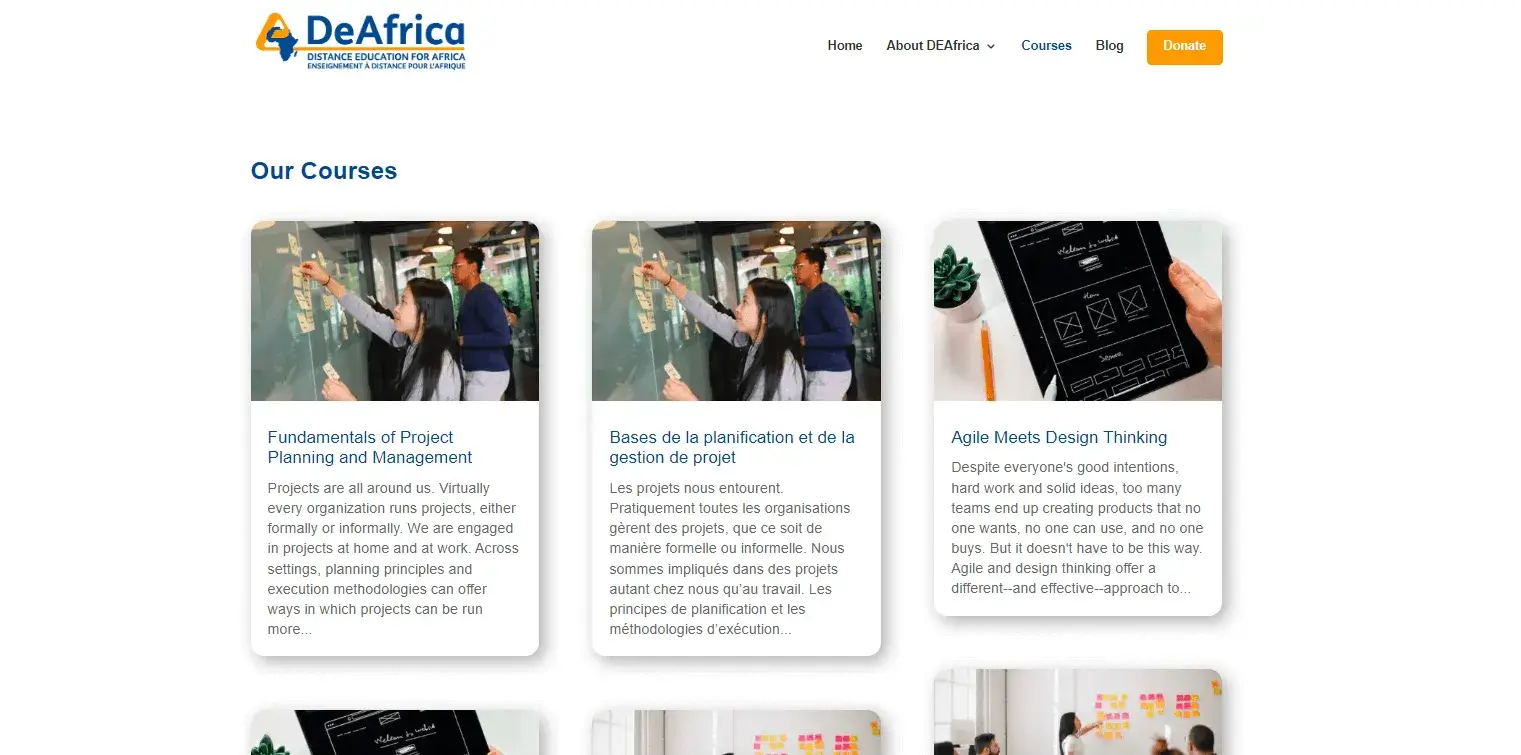 DeAfrica
DISTANCE EDUCATION FOR AFRICA
ENSEIGNEMENT À DISTANCE POUR L'AFRIQUE
Home About DEAfrica Courses Blog Donate
Our Courses
Fundamentals of Project
Planning and Management
Projects are all around us. Virtually
every organization runs projects, either
formally or informally. We are engaged
in projects at home and at work. Across
settings, planning principles and
execution methodologies can offer
ways in which projects can be run
more...
Bases de la planification et de la
gestion de projet
Les projets nous entourent.
Pratiquement toutes les organisations
gèrent des projets, que ce soit de
manière formelle ou informelle. Nous
sommes impliqués dans des projets
autant chez nous qu’au travail. Les
principes de planification et les
méthodologies d’exécution...
Welcom to webed
Agile Meets Design Thinking
Despite everyone's good intentions,
hard work and solid ideas, too many
teams end up creating products that no
one wants, no one can use, and no one
buys. But it doesn't have to be this way.
Agile and design thinking offer a
different--and effective--approach to...